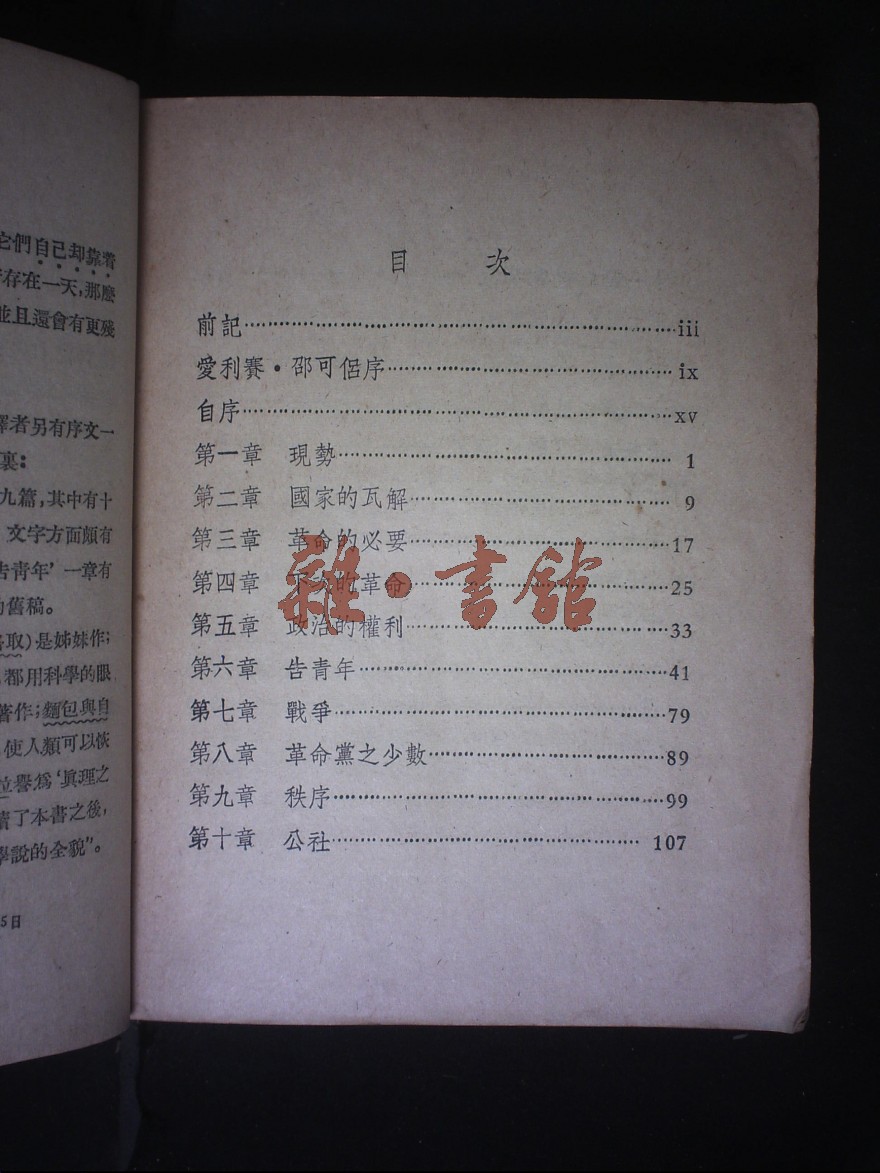 它們自己却靠着
存在一天，那麽
並且還會有更殘
者另有序文一
裏：
九篇，其中有十
文字方面頗有
告青年’一章有
舊稿。
取）是姊妹作；
都用科學的眼
著作；麵包與自
使人類可以恢
譽爲‘眞理之
讀了本書之後，
學說的全貌”。
5日
目 次
前記 iii
愛利賽·邵可侶序 ix
自序 xv
第一章 現勢 1
第二章 國家的瓦解 9
第三章 革命的必要 17
第四章 的革命 25
第五章 政治的權利 33
第六章 告青年 41
第七章 戰爭 79
第八章 革命黨之少數 89
第九章 秩序 99
第十章 公社 107
雜·書館